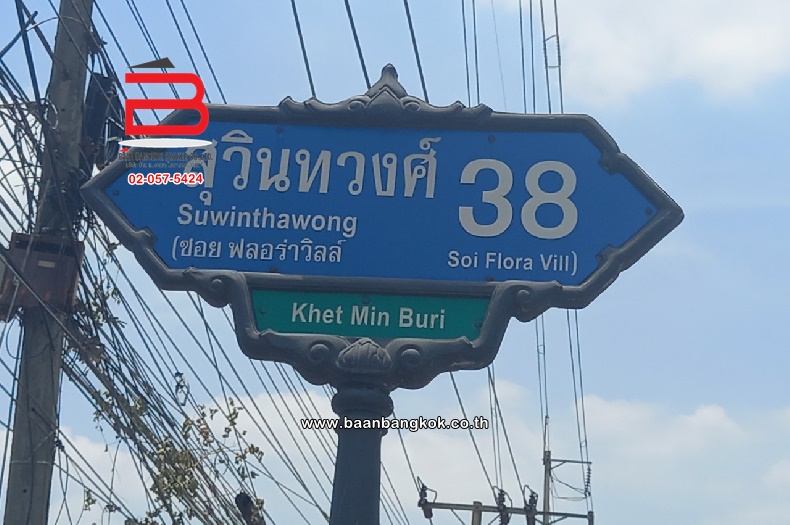 สุวินทวงศ์ 38
Suwinthawong
(ซอย ฟลอร่าวิลล์ Soi Flora Vill)
Khet Min Buri
02-057-5424
www.baanbangkok.co.th